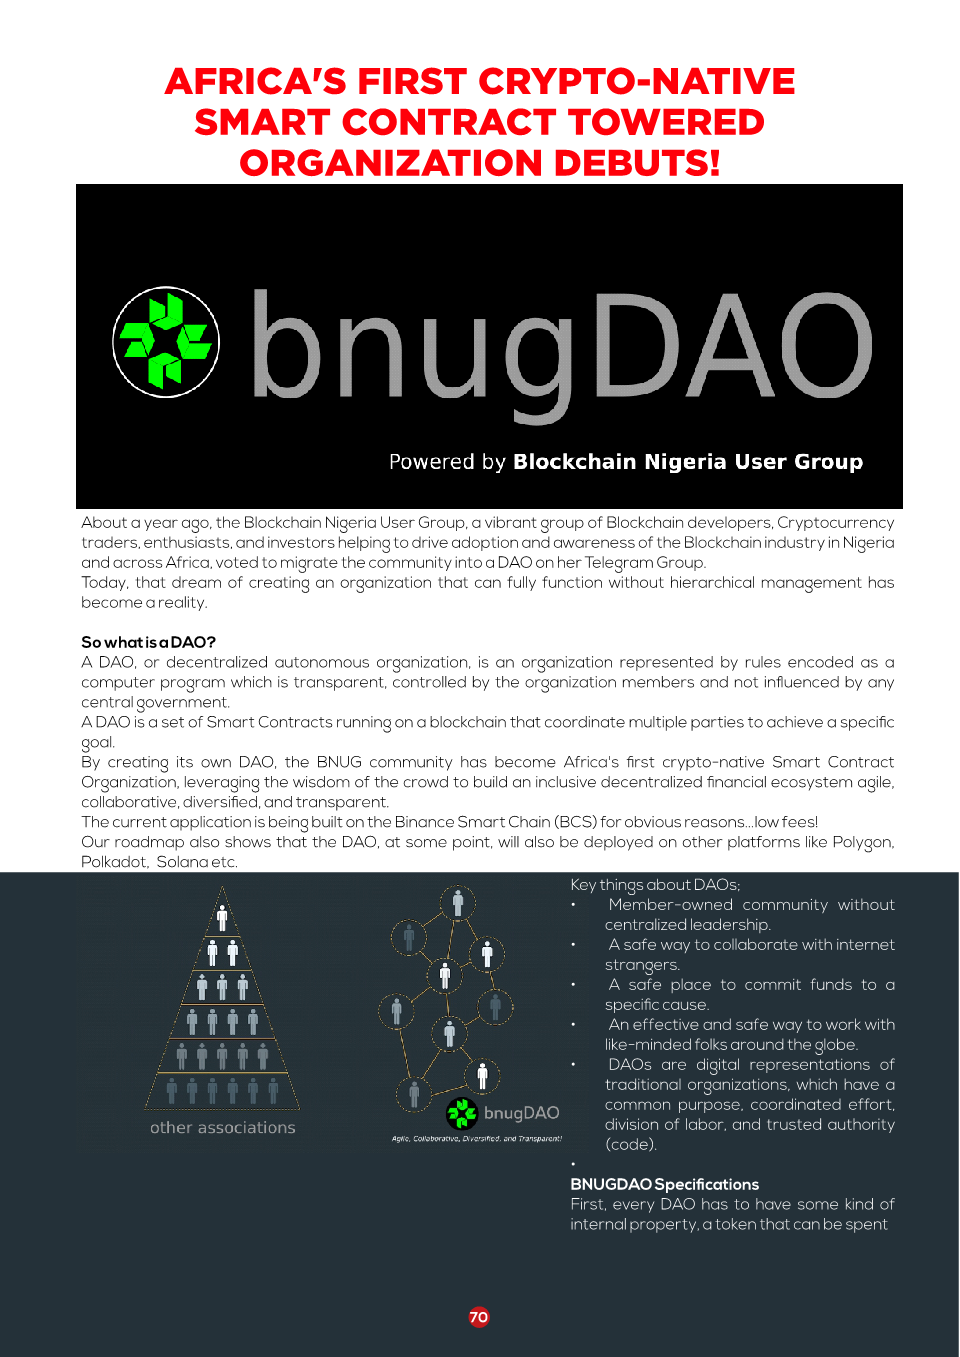 AFRICA'S FIRST CRYPTO-NATIVE
SMART CONTRACT TOWERED
ORGANIZATION DEBUTS!
bnugDAO
Powered by Blockchain Nigeria User Group
About a year ago, the Blockchain Nigeria User Group, a vibrant group of Blockchain developers, Cryptocurrency
traders, enthusiasts, and investors helping to drive adoption and awareness of the Blockchain industry in Nigeria
and across Africa, voted to migrate the community into a DAO on her Telegram Group.
Today, that dream of creating an organization that can fully function without hierarchical management has
become a reality.
So what is a DAO?
A DAO, or decentralized autonomous organization, is an organization represented by rules encoded as a
computer program which is transparent, controlled by the organization members and not influenced by any
central government.
A DAO is a set of Smart Contracts running on a blockchain that coordinate multiple parties to achieve a specific
goal.
By creating its own DAO, the BNUG community has become Africa's first crypto-native Smart Contract
Organization, leveraging the wisdom of the crowd to build an inclusive decentralized financial ecosystem agile,
collaborative, diversified, and transparent.
The current application is being built on the Binance Smart Chain (BCS) for obvious reasons...low fees!
Our roadmap also shows that the DAO, at some point, will also be deployed on other platforms like Polygon,
Polkadot, Solana etc.
other associations
bnugDAO
Agile, Collaborative, Diversified, and Transparent!
Key things about DAOs;
• Member-owned community without
centralized leadership.
• A safe way to collaborate with internet
strangers.
• A safe place to commit funds to a
specific cause.
• An effective and safe way to work with
like-minded folks around the globe.
• DAOs are digital representations of
traditional organizations, which have a
common purpose, coordinated effort,
division of labor, and trusted authority
(code).
•
BNUGDAO Specifications
First, every DAO has to have some kind of
internal property, a token that can be spent
70